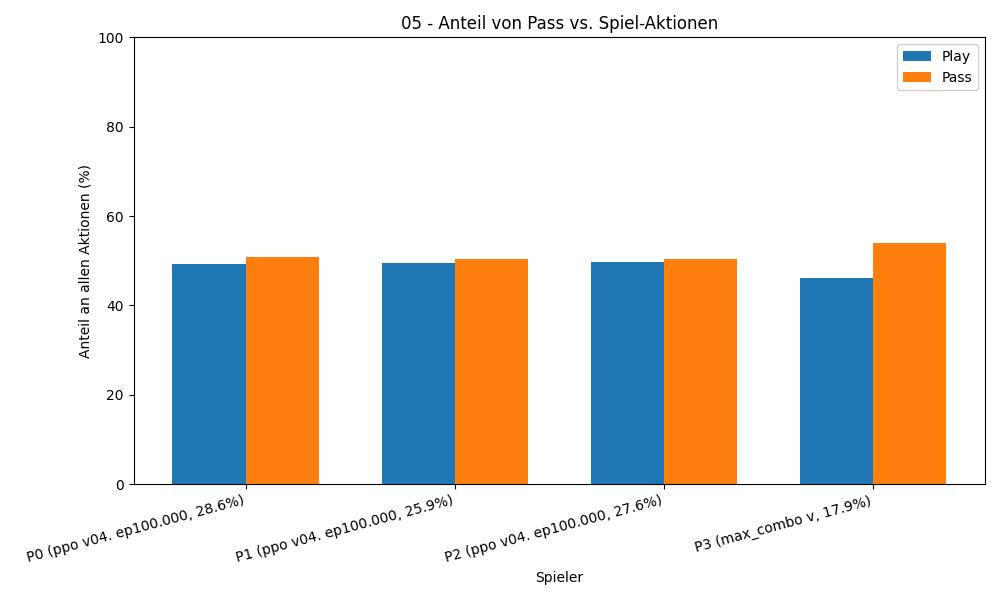 05 - Anteil von Pass vs. Spiel-Aktionen
Anteil an allen Aktionen (%)
100
80
60
40
20
0
Play
Pass
P0 (ppo v04. ep100.000, 28.6%)
P1 (ppo v04. ep100.000, 25.9%)
P2 (ppo v04. ep100.000, 27.6%)
P3 (max_combo v, 17.9%)
Spieler